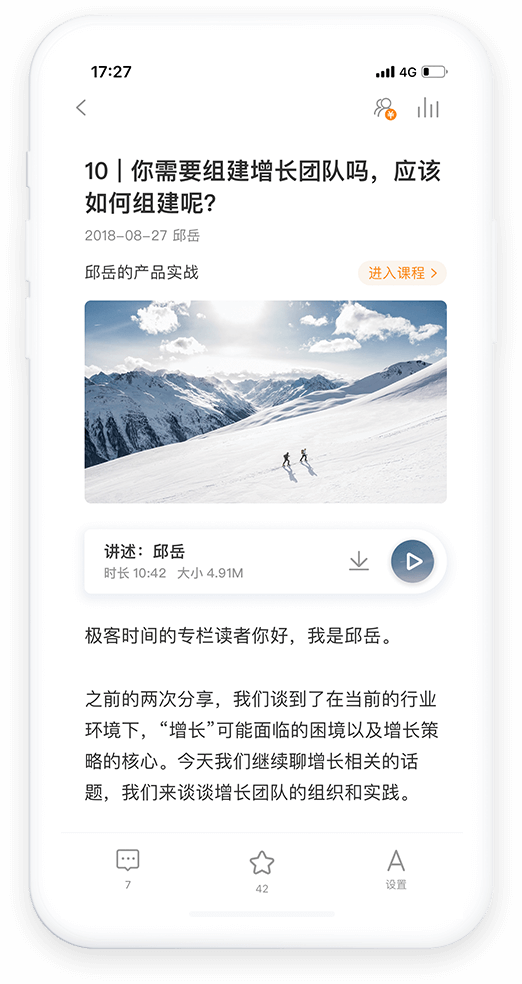 17:27
4G
10 | 你需要组建增长团队吗，应该
如何组建呢？
2018-08-27 邱岳
邱岳的产品实战
进入课程 >
讲述：邱岳
时长 10:42 大小 4.91M
极客时间的专栏读者你好，我是邱岳。
之前的两次分享，我们谈到了在当前的行业
环境下，“增长”可能面临的困境以及增长策
略的核心。今天我们继续聊增长相关的话
题，我们来谈谈增长团队的组织和实践。
7
42
设置